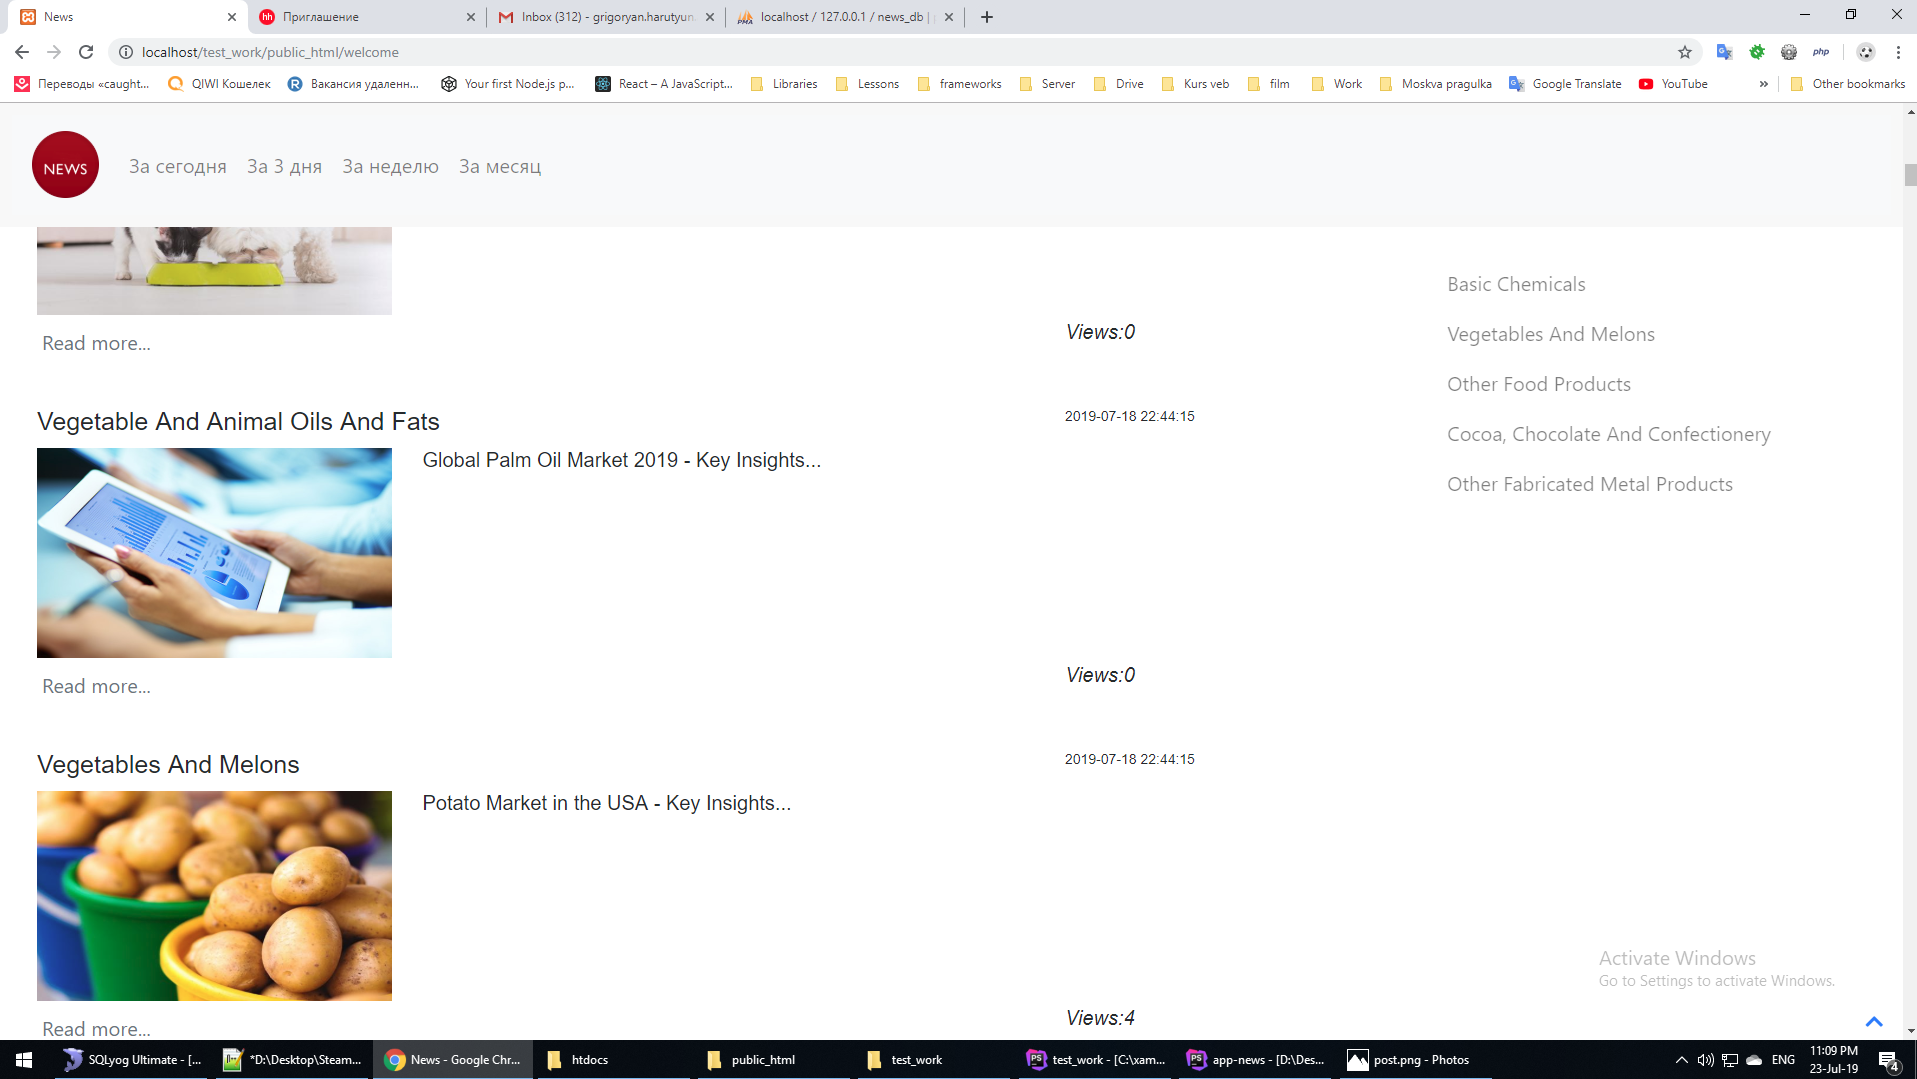 News
Приглашение
Inbox (312) - grigoryan.harutyun.
localhost / 127.0.0.1 / news_db |
localhost/test_work/public_html/welcome
php
Переводы «caught...
QIWI Кошелек
Вакансия удаленн...
Your first Node.js p...
React – A JavaScript...
Libraries
Lessons
frameworks
Server
Drive
Kurs veb
film
Work
Moskva pragulka
Google Translate
YouTube
»
Other bookmarks
NEWS
За сегодня
За 3 дня
За неделю
За месяц
Read more...
Views:0
Basic Chemicals
Vegetables And Melons
Other Food Products
Cocoa, Chocolate And Confectionery
Other Fabricated Metal Products
Vegetable And Animal Oils And Fats
2019-07-18 22:44:15
Global Palm Oil Market 2019 - Key Insights...
Read more...
Views:0
Vegetables And Melons
2019-07-18 22:44:15
Potato Market in the USA - Key Insights...
Read more...
Views:4
Activate Windows
Go to Settings to activate Windows.
SQLyog Ultimate - [...
*D:\Desktop\Steam...
News - Google Chr...
htdocs
public_html
test_work
test_work - [C:\xam...
app-news - [D:\Des...
post.png - Photos
ENG
11:09 PM
23-Jul-19
4